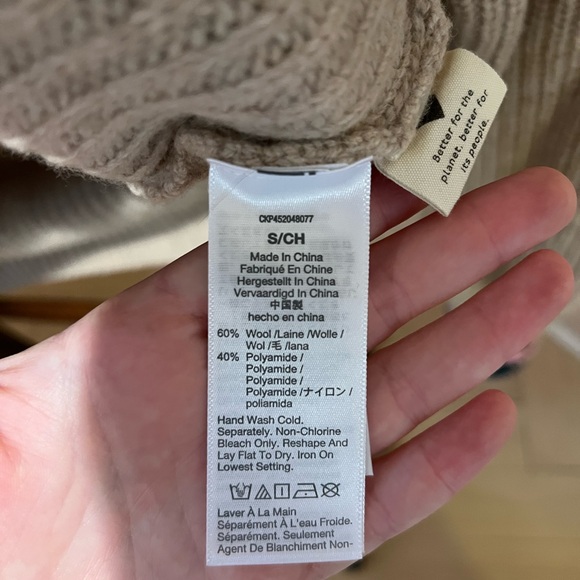 Better for the
planet, better for
its people.
CKP452048077
S/CH
Made In China
Fabriqué En Chine
Hergestellt In China
Vervaardigd In China
中国製
hecho en china
60% Wool /Laine /Wolle /
Wol /毛 /lana
40% Polyamide /
Polyamide /
Polyamide /
Polyamide /ナイロン /
poliamida
Hand Wash Cold.
Separately. Non-Chlorine
Bleach Only. Reshape And
Lay Flat To Dry. Iron On
Lowest Setting.
Laver À La Main
Séparément À L'eau Froide.
Séparément. Seulement
Agent De Blanchiment Non-